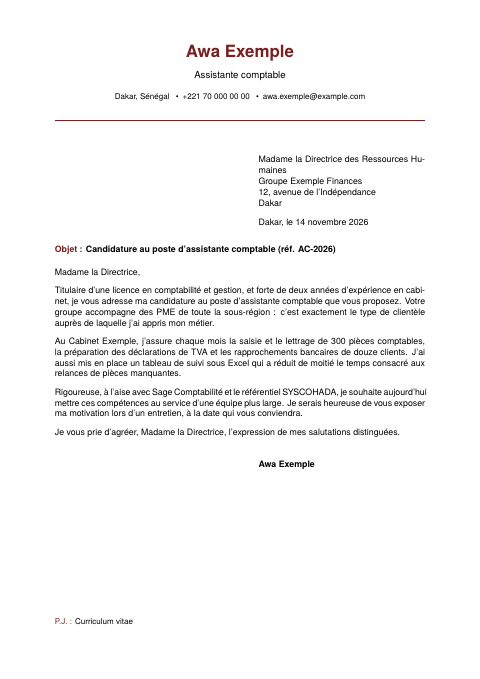 Awa Exemple
Assistante comptable
Dakar, Sénégal • +221 70 000 00 00 • awa.exemple@example.com
Madame la Directrice des Ressources Hu-
maines
Groupe Exemple Finances
12, avenue de l'Indépendance
Dakar
Dakar, le 14 novembre 2026
Objet : Candidature au poste d'assistante comptable (réf. AC-2026)
Madame la Directrice,
Titulaire d'une licence en comptabilité et gestion, et forte de deux années d'expérience en cabi-
net, je vous adresse ma candidature au poste d'assistante comptable que vous proposez. Votre
groupe accompagne des PME de toute la sous-région : c'est exactement le type de clientèle
auprès de laquelle j'ai appris mon métier.
Au Cabinet Exemple, j'assure chaque mois la saisie et le lettrage de 300 pièces comptables,
la préparation des déclarations de TVA et les rapprochements bancaires de douze clients. J'ai
aussi mis en place un tableau de suivi sous Excel qui a réduit de moitié le temps consacré aux
relances de pièces manquantes.
Rigoureuse, à l'aise avec Sage Comptabilité et le référentiel SYSCOHADA, je souhaite aujourd'hui
mettre ces compétences au service d'une équipe plus large. Je serais heureuse de vous exposer
ma motivation lors d'un entretien, à la date qui vous conviendra.
Je vous prie d'agréer, Madame la Directrice, l'expression de mes salutations distinguées.
Awa Exemple
P.J. : Curriculum vitae